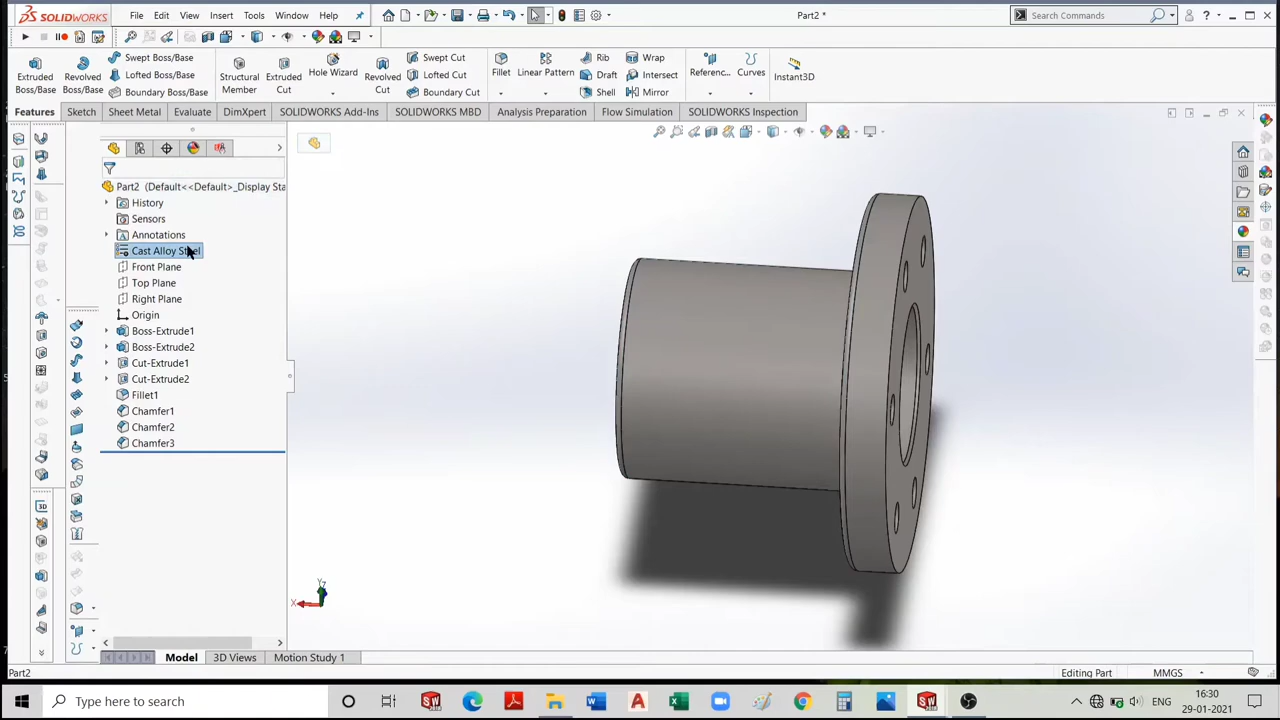 SOLIDWORKS File Edit View Insert Tools Window Help Part2 * Search Commands ?
Extruded Boss/Base
Revolved Boss/Base
Swept Boss/Base
Lofted Boss/Base
Boundary Boss/Base
Structural Member
Extruded Cut
Hole Wizard
Revolved Cut
Swept Cut
Lofted Cut
Boundary Cut
Fillet
Linear Pattern
Rib
Draft
Shell
Wrap
Intersect
Mirror
Referenc...
Curves
Instant3D
Features Sketch Sheet Metal Evaluate DimXpert SOLIDWORKS Add-Ins SOLIDWORKS MBD Analysis Preparation Flow Simulation SOLIDWORKS Inspection
Part2 (Default<<Default>_Display Sta
History
Sensors
Annotations
Cast Alloy Steel
Front Plane
Top Plane
Right Plane
Origin
Boss-Extrude1
Boss-Extrude2
Cut-Extrude1
Cut-Extrude2
Fillet1
Chamfer1
Chamfer2
Chamfer3
Y
X
Model 3D Views Motion Study 1
Part2 Editing Part MMGS
Type here to search ENG 16:30
29-01-2021